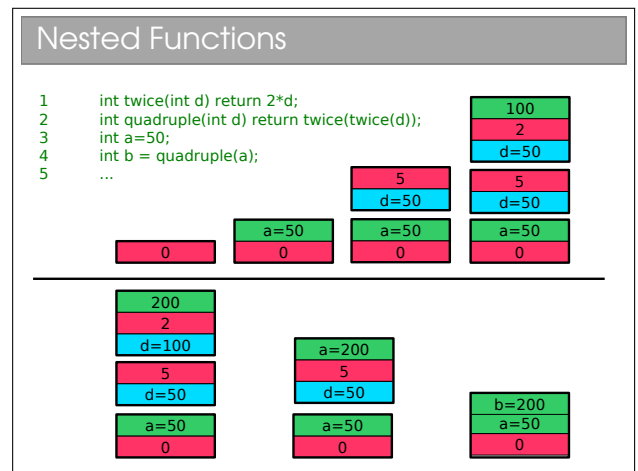 Nested Functions
1 int twice(int d) return 2*d;
2 int quadruple(int d) return twice(twice(d));
3 int a=50;
4 int b = quadruple(a);
5 ...
0
a=50
0
5
d=50
a=50
0
100
2
d=50
5
d=50
a=50
0
200
2
d=100
5
d=50
a=50
0
a=200
5
d=50
a=50
0
b=200
a=50
0